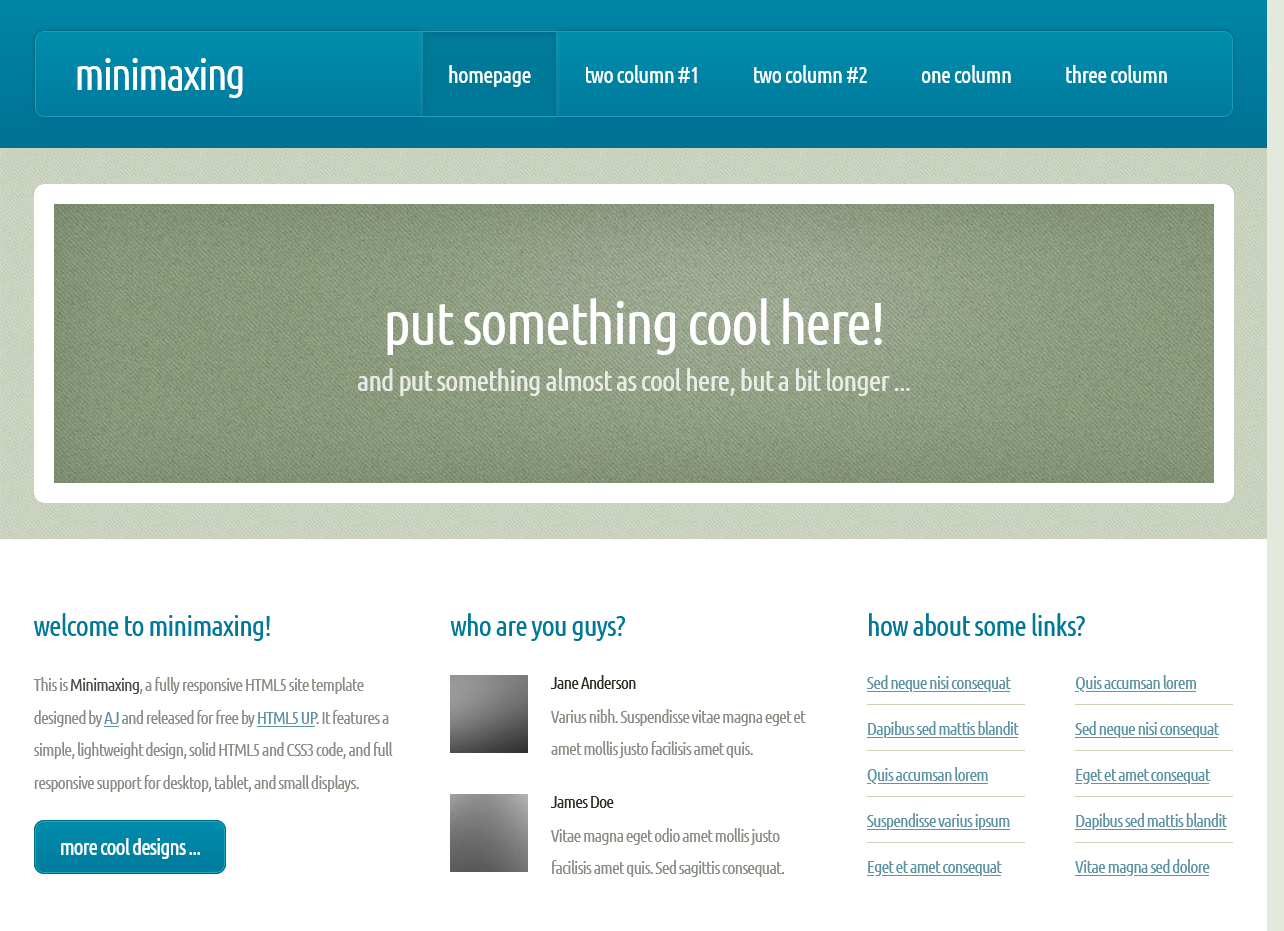 minimaxing
homepage
two column #1
two column #2
one column
three column
put something cool here!
and put something almost as cool here, but a bit longer ...
welcome to minimaxing!
This is Minimaxing, a fully responsive HTML5 site template
designed by AJ and released for free by HTML5 UP. It features a
simple, lightweight design, solid HTML5 and CSS3 code, and full
responsive support for desktop, tablet, and small displays.
more cool designs ...
who are you guys?
Jane Anderson
Varius nibh. Suspendisse vitae magna eget et
amet mollis justo facilisis amet quis.
James Doe
Vitae magna eget odio amet mollis justo
facilisis amet quis. Sed sagittis consequat.
how about some links?
Sed neque nisi consequat
Dapibus sed mattis blandit
Quis accumsan lorem
Suspendisse varius ipsum
Eget et amet consequat
Quis accumsan lorem
Sed neque nisi consequat
Eget et amet consequat
Dapibus sed mattis blandit
Vitae magna sed dolore